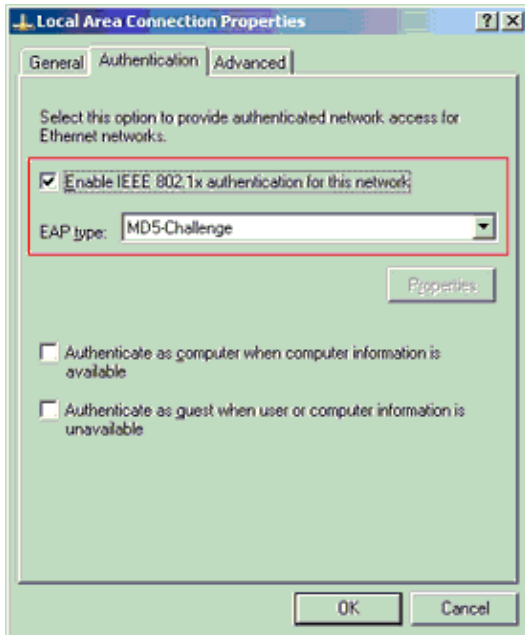 Local Area Connection Properties
General Authentication Advanced
Select this option to provide authenticated network access for
Ethernet networks.
Enable IEEE 802.1x authentication for this network
EAP type: MD5-Challenge
Properties
Authenticate as computer when computer information is
available
Authenticate as guest when user or computer information is
unavailable
OK Cancel